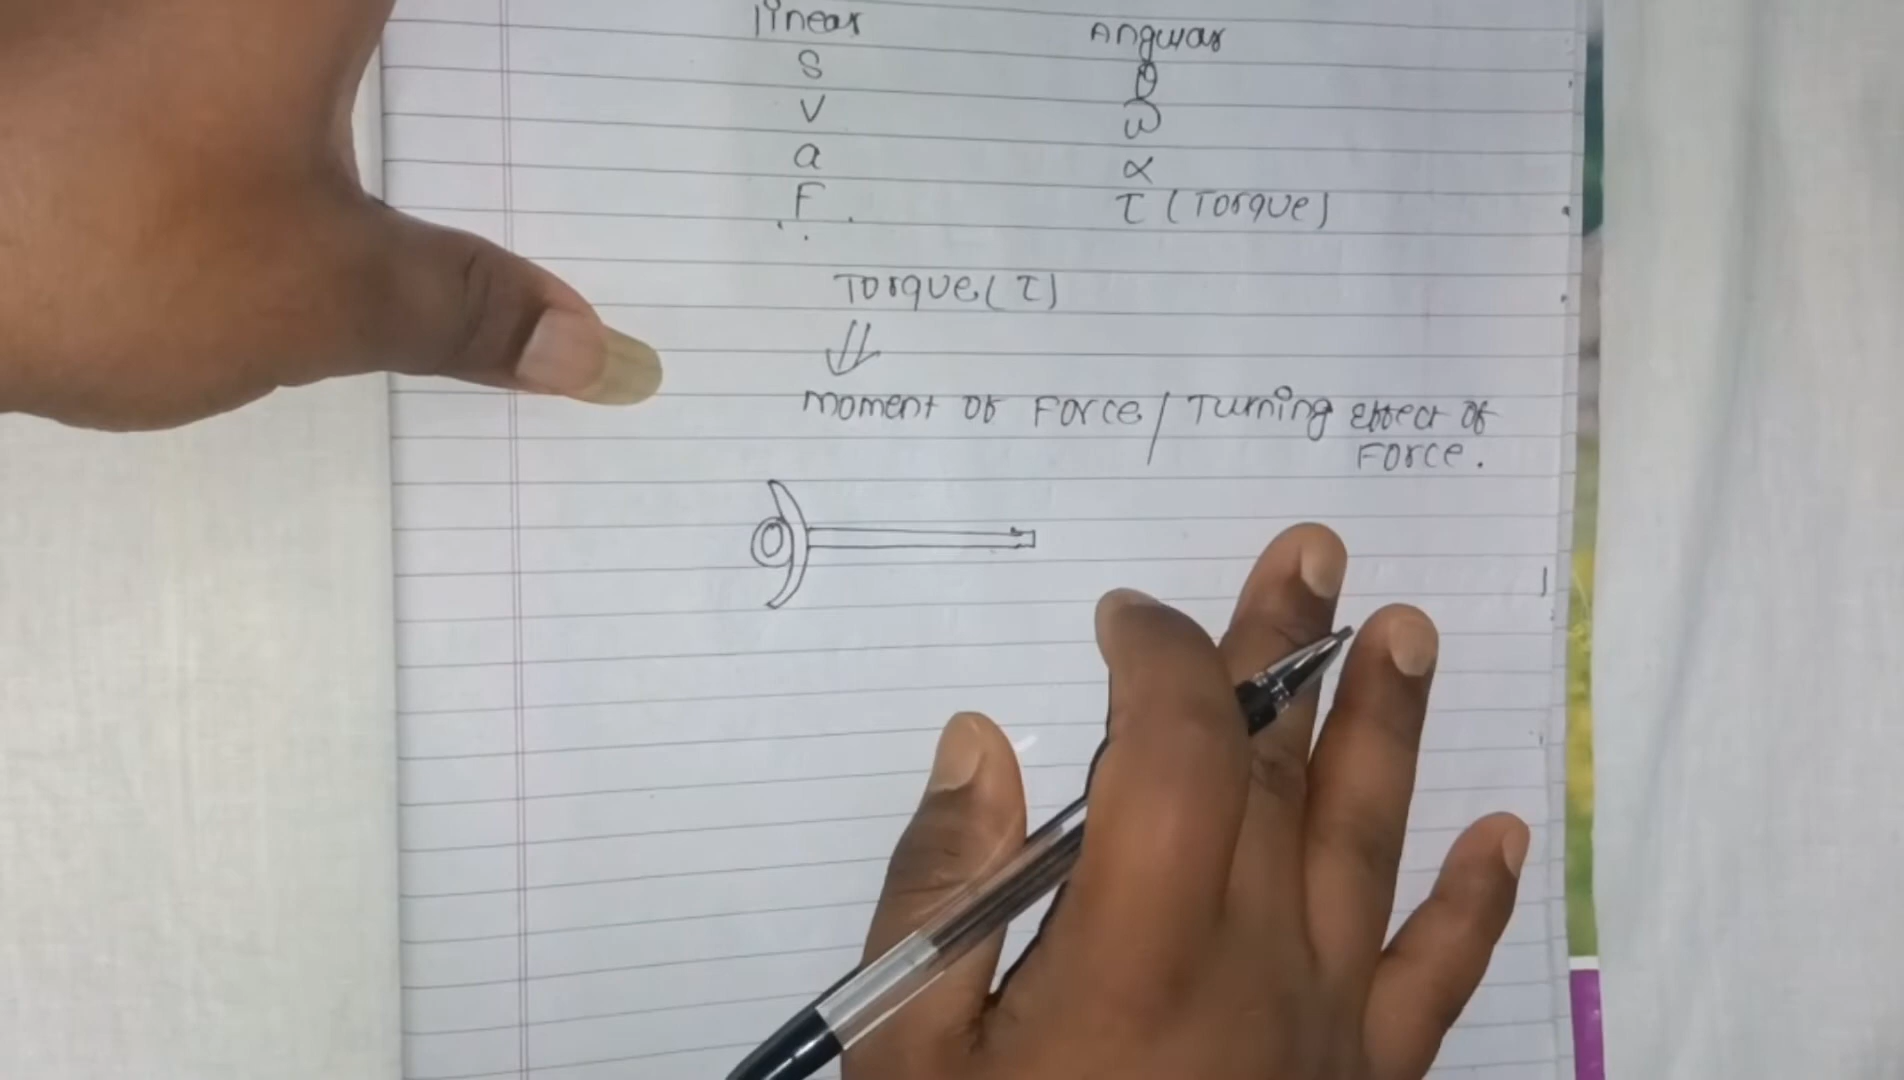 linear Angular
S θ
V ω
a α
F τ (Torque)
Torque (τ)
⇓
Moment of Force / Turning effect of
Force.